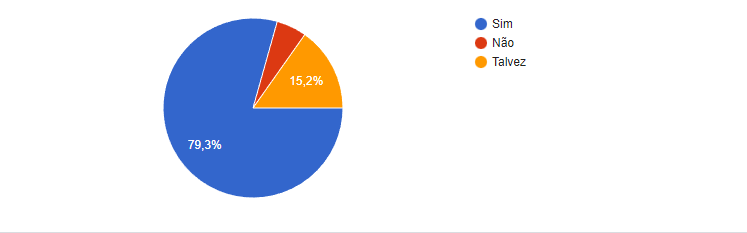 Sim
Não
Talvez
15,2%
79,3%